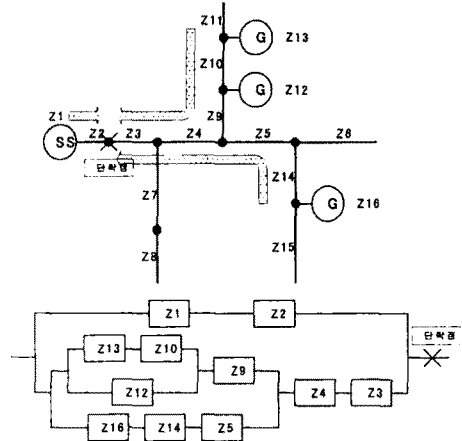 Z11
G Z13
Z10
G Z12
Z1
Z9
SS Z2 Z3 Z4 Z5 Z6
단락점
Z7
Z14
G Z16
Z8
Z15
Z1 Z2
단락점
Z13 Z10
Z9
Z12
Z4 Z3
Z16 Z14 Z5